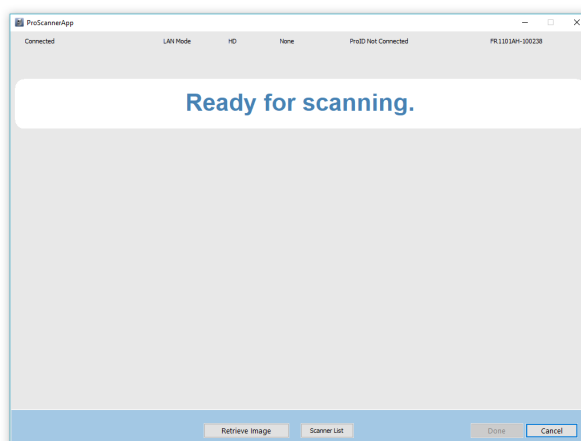 ProScannerApp
Connected LAN Mode HD None ProID Not Connected FR1101AH-100238
Ready for scanning.
Retrieve Image Scanner List Done Cancel